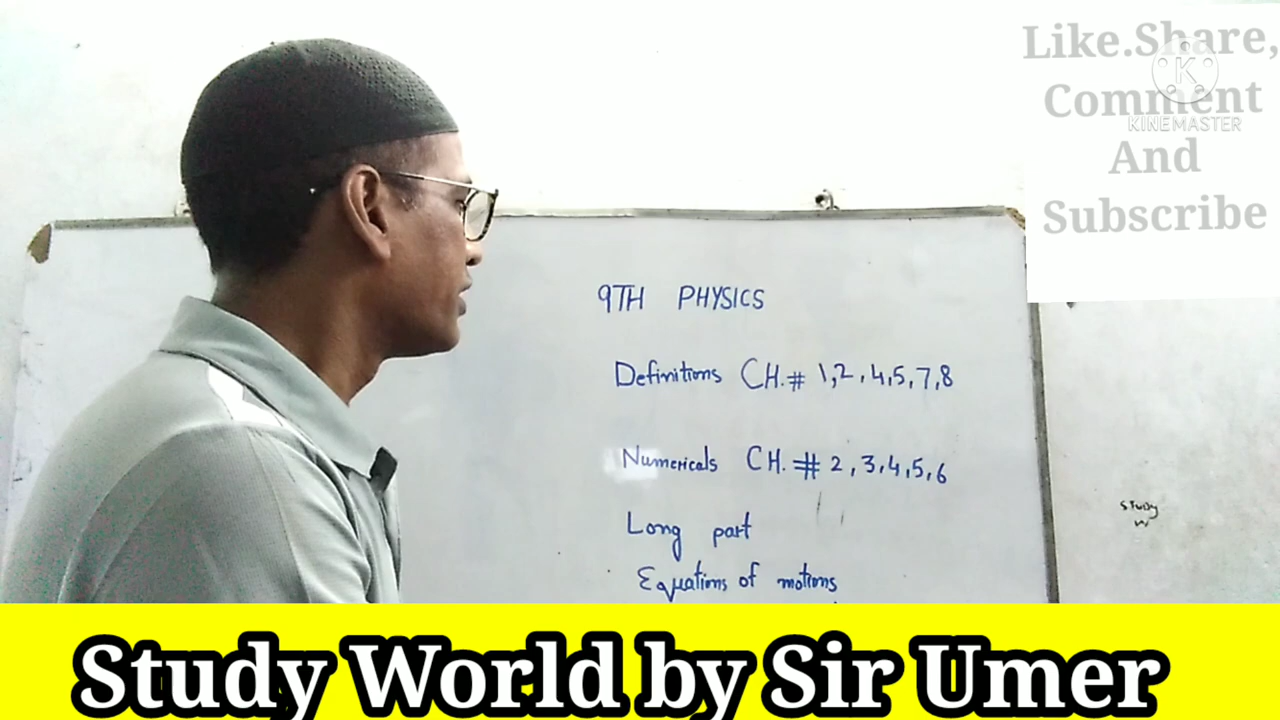 Like.Share,
Comment
And
Subscribe
KINEMASTER
9TH PHYSICS
Definitions CH.# 1,2,4,5,7,8
Numericals CH.# 2,3,4,5,6
Long part
Equations of motions
Study
W
Study World by Sir Umer